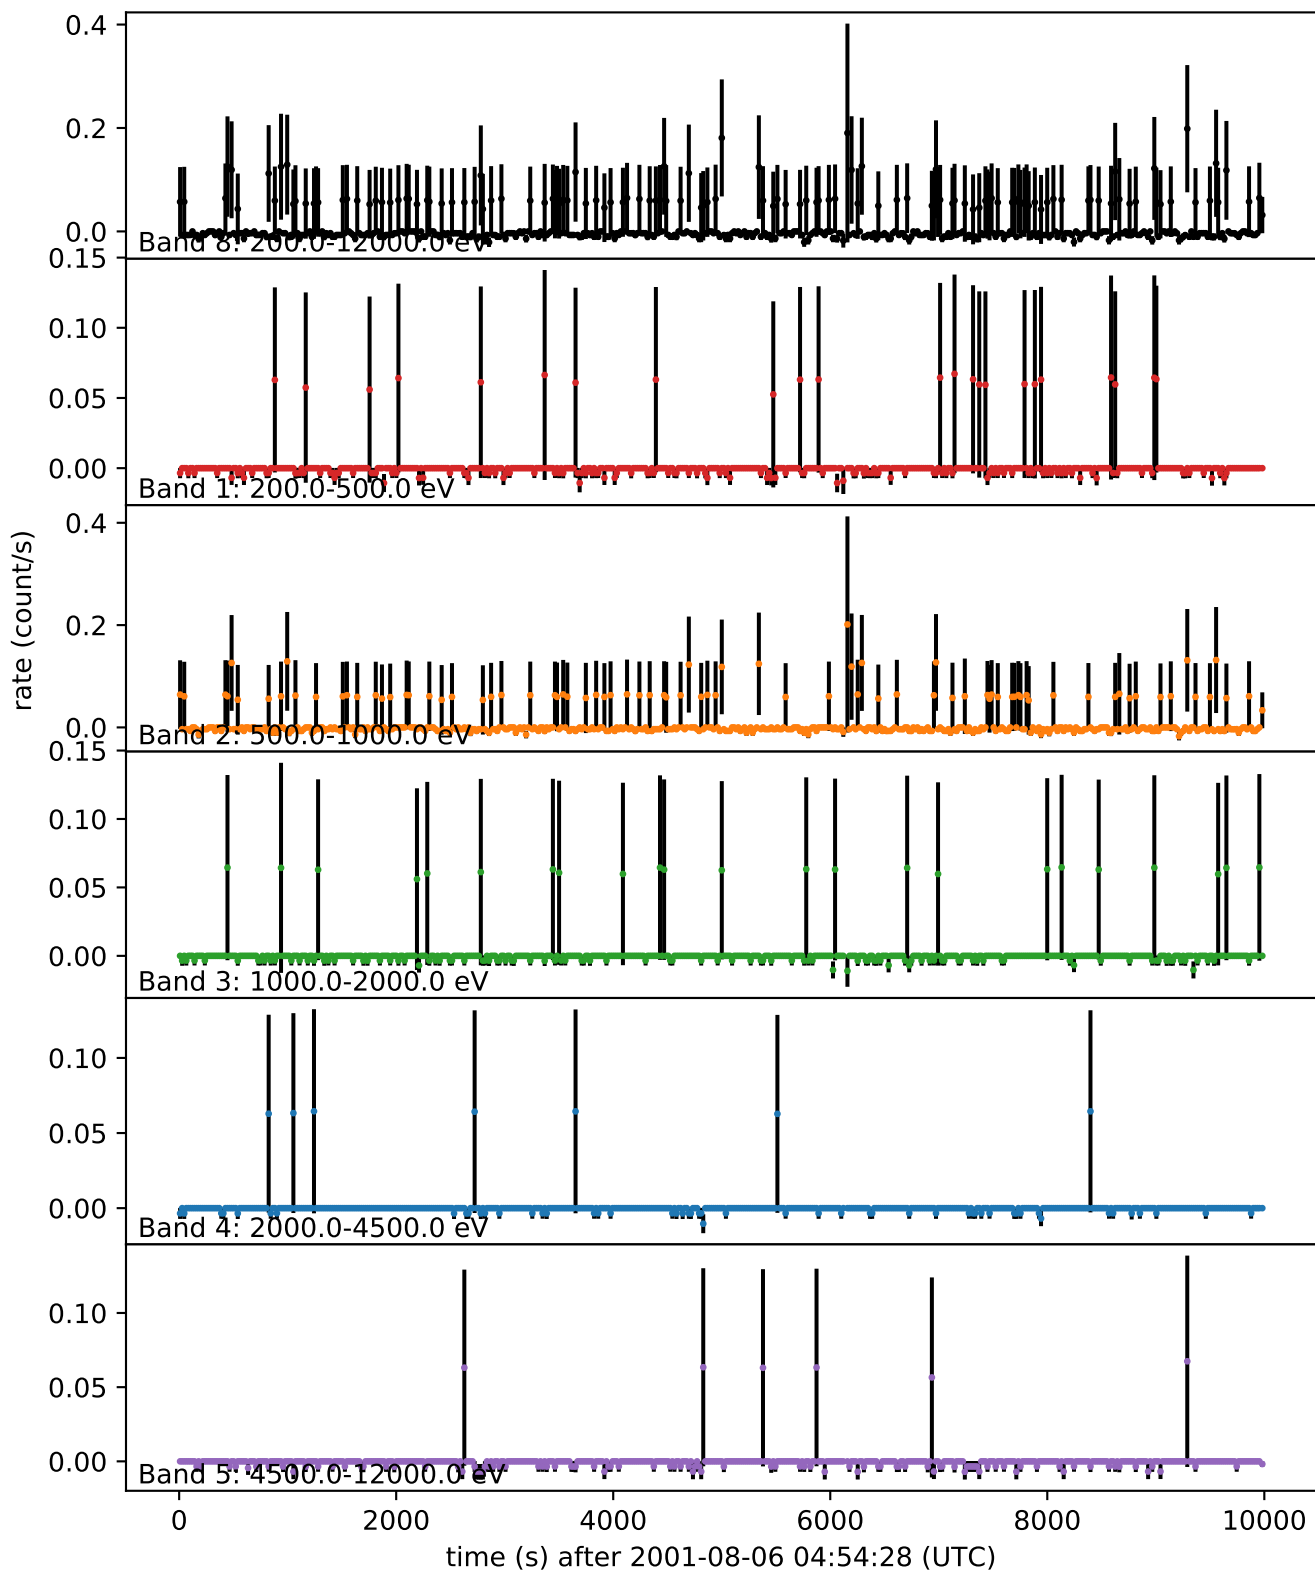 0.4
0.2
0.0
Band 8: 200.0-12000.0 eV
0.15
0.10
0.05
0.00
Band 1: 200.0-500.0 eV
0.4
0.2
0.0
Band 2: 500.0-1000.0 eV
rate (count/s)
0.15
0.10
0.05
0.00
Band 3: 1000.0-2000.0 eV
0.10
0.05
0.00
Band 4: 2000.0-4500.0 eV
0.10
0.05
0.00
Band 5: 4500.0-12000.0 eV
0 2000 4000 6000 8000 10000
time (s) after 2001-08-06 04:54:28 (UTC)